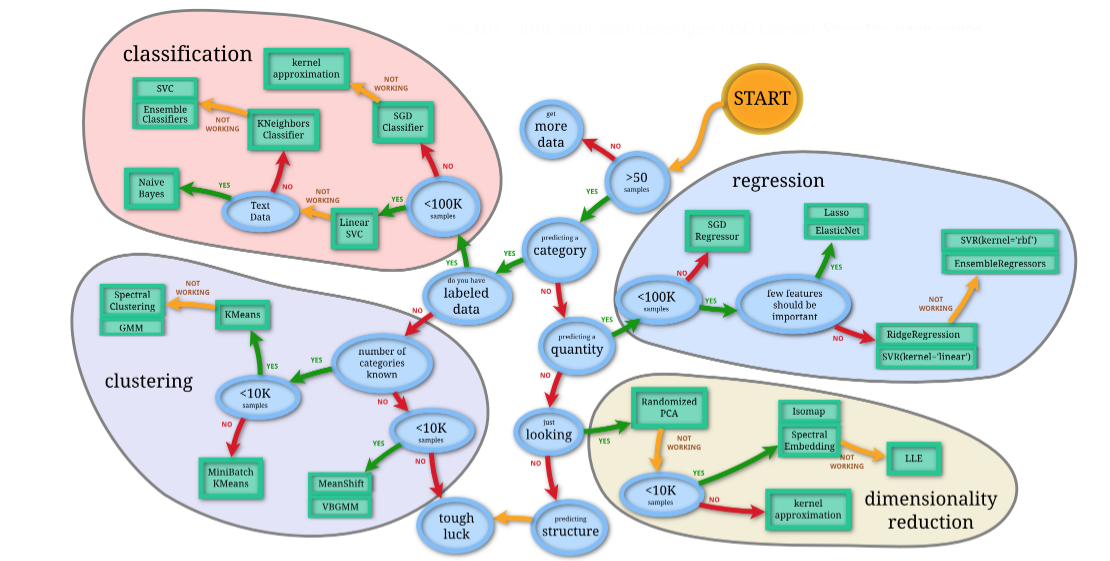 classification
kernel
approximation
NOT
WORKING
SVC
Ensemble
Classifiers
NOT
WORKING
KNeighbors
Classifier
SGD
Classifier
NO
Naive
Bayes
YES
Text
Data
NO
NOT
WORKING
Linear
SVC
YES
<100K
samples
YES
START
get
more
data
NO
>50
samples
YES
predicting a
category
YES
do you have
labeled
data
NO
NO
predicting a
quantity
YES
NO
just
looking
YES
NO
predicting
structure
tough
luck
regression
SGD
Regressor
Lasso
ElasticNet
SVR(kernel='rbf')
EnsembleRegressors
<100K
samples
NO
YES
few features
should be
important
YES
NO
NOT
WORKING
RidgeRegression
SVR(kernel='linear')
clustering
Spectral
Clustering
GMM
NOT
WORKING
KMeans
YES
<10K
samples
YES
number of
categories
known
NO
NO
MiniBatch
KMeans
<10K
samples
YES
NO
MeanShift
VBGMM
Randomized
PCA
NOT
WORKING
<10K
samples
YES
NO
Isomap
Spectral
Embedding
NOT
WORKING
LLE
kernel
approximation
dimensionality
reduction